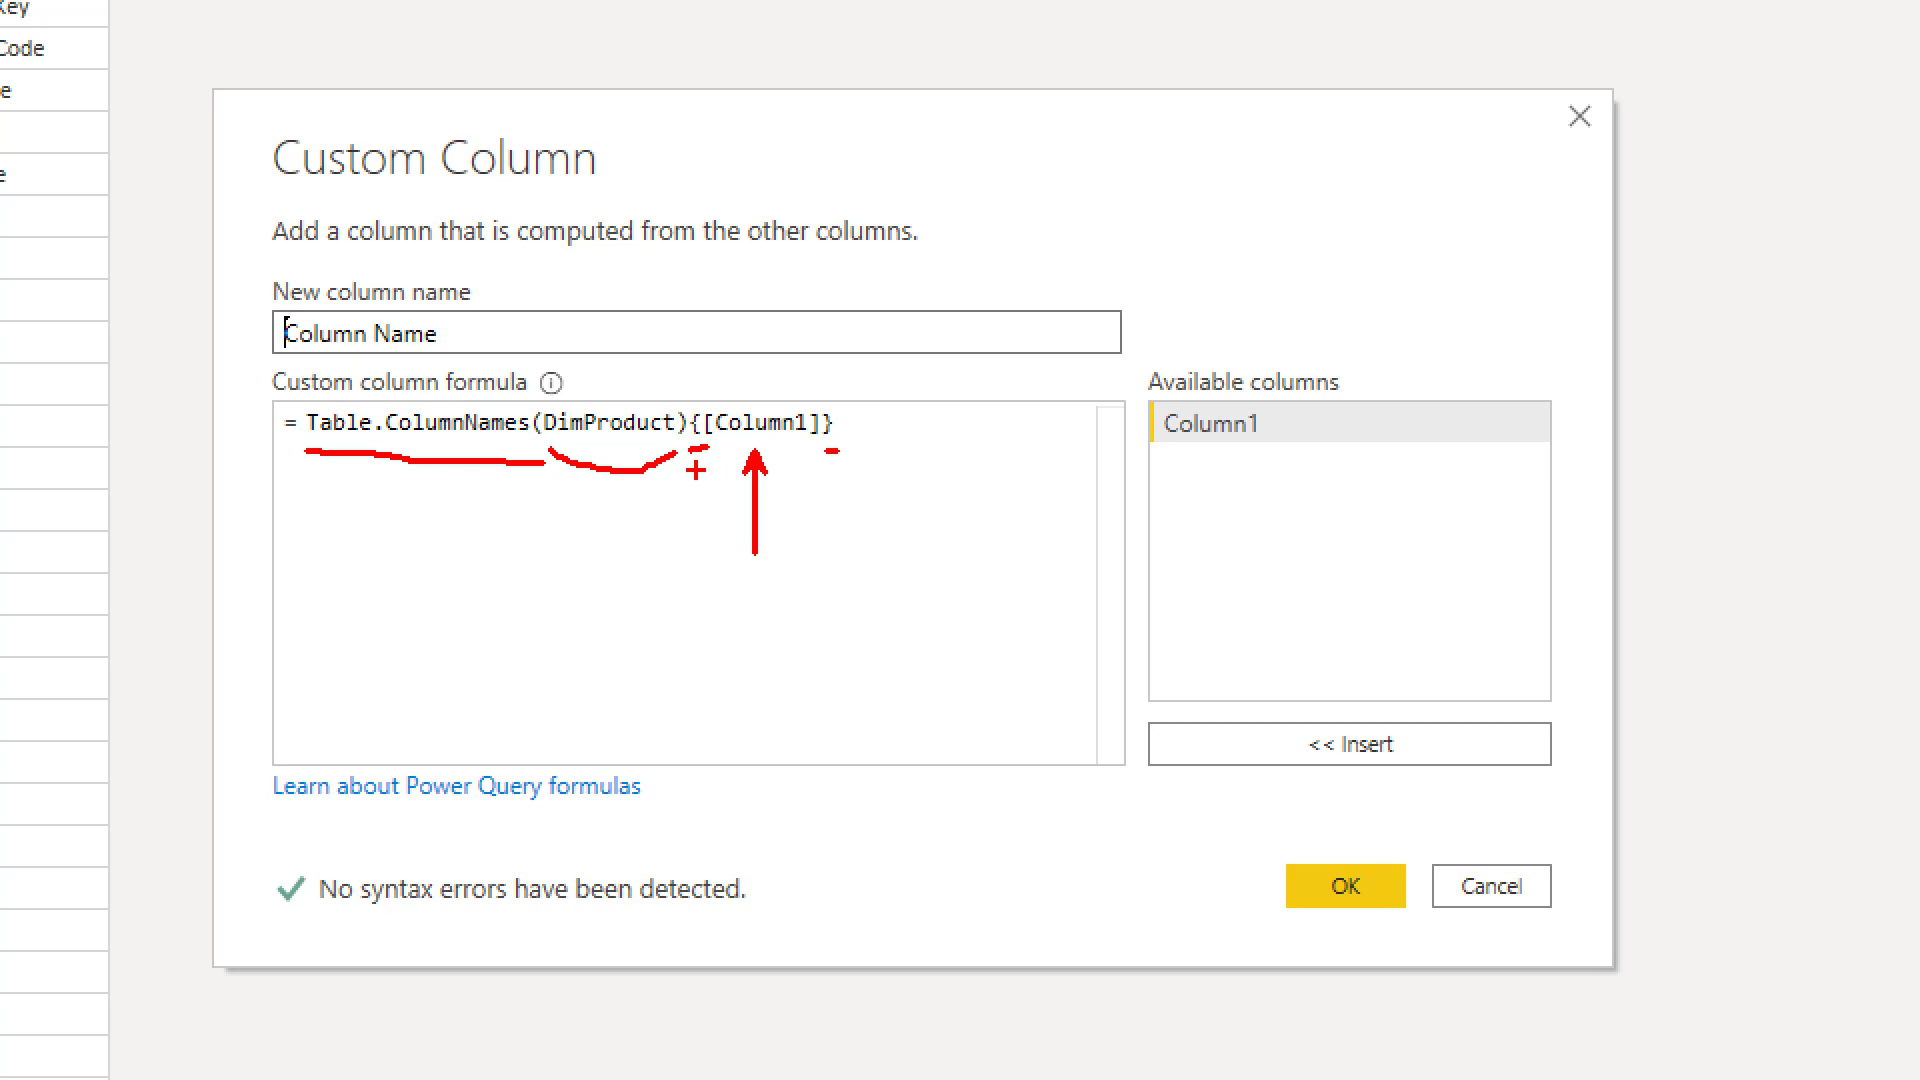 Key
Code
e
e
Custom Column
Add a column that is computed from the other columns.
New column name
Column Name
Custom column formula
Available columns
= Table.ColumnNames(DimProduct){[Column1]}
Column1
<< Insert
Learn about Power Query formulas
No syntax errors have been detected.
OK
Cancel